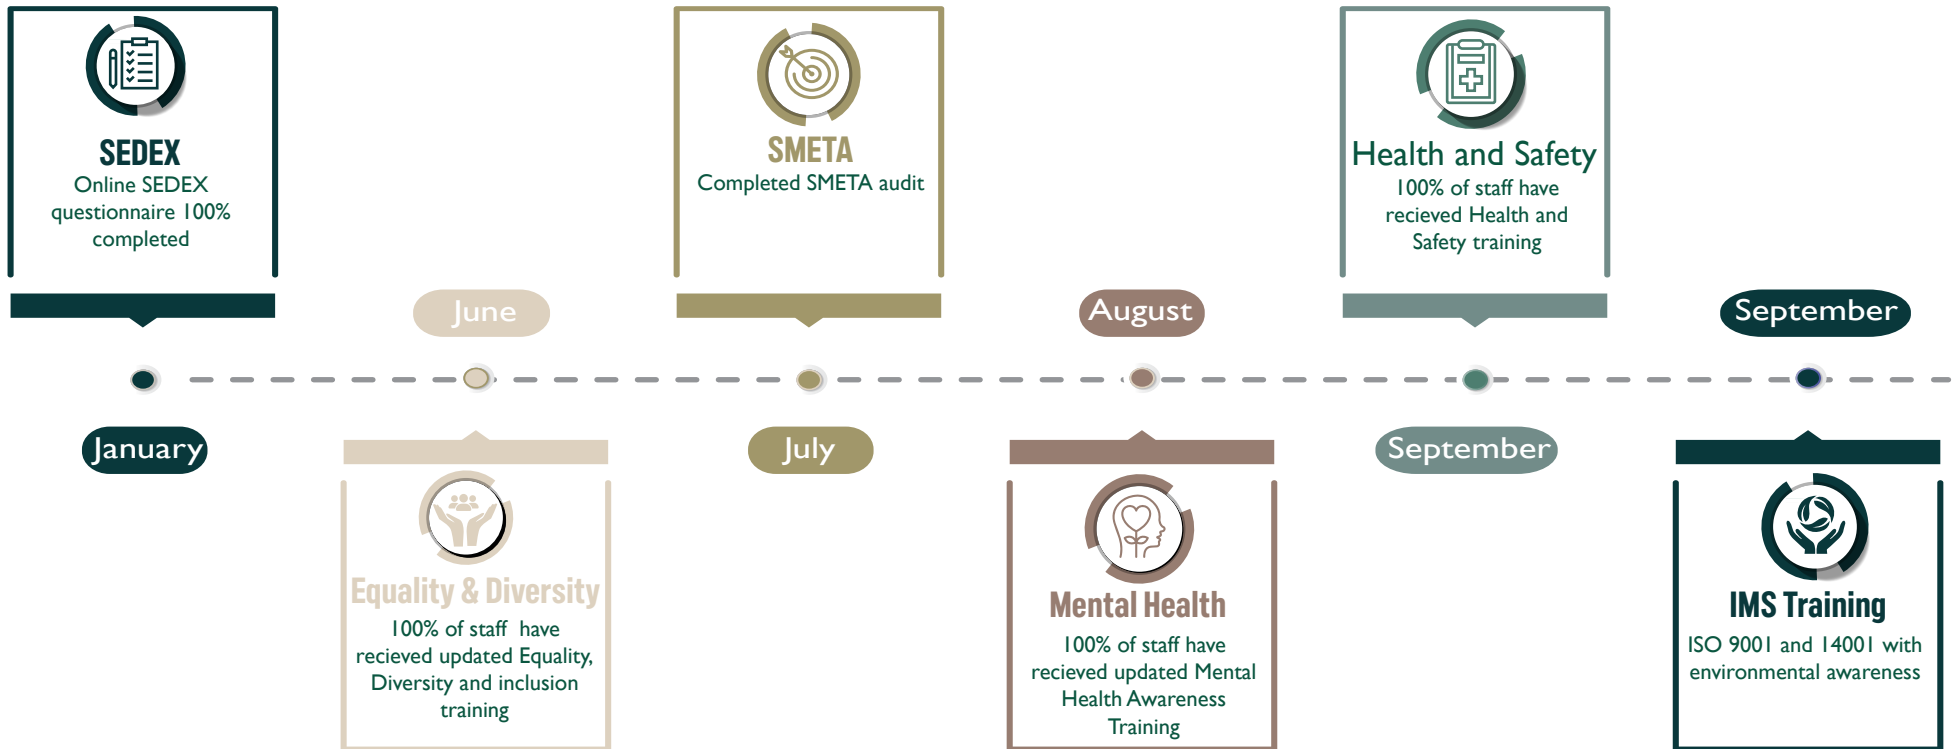 SEDEX
Online SEDEX
questionnaire 100%
completed
January
June
Equality & Diversity
100% of staff have
recieved updated Equality,
Diversity and inclusion
training
SMETA
Completed SMETA audit
July
August
Mental Health
100% of staff have
recieved updated Mental
Health Awareness
Training
Health and Safety
100% of staff have
recieved Health and
Safety training
September
September
IMS Training
ISO 9001 and 14001 with
environmental awareness